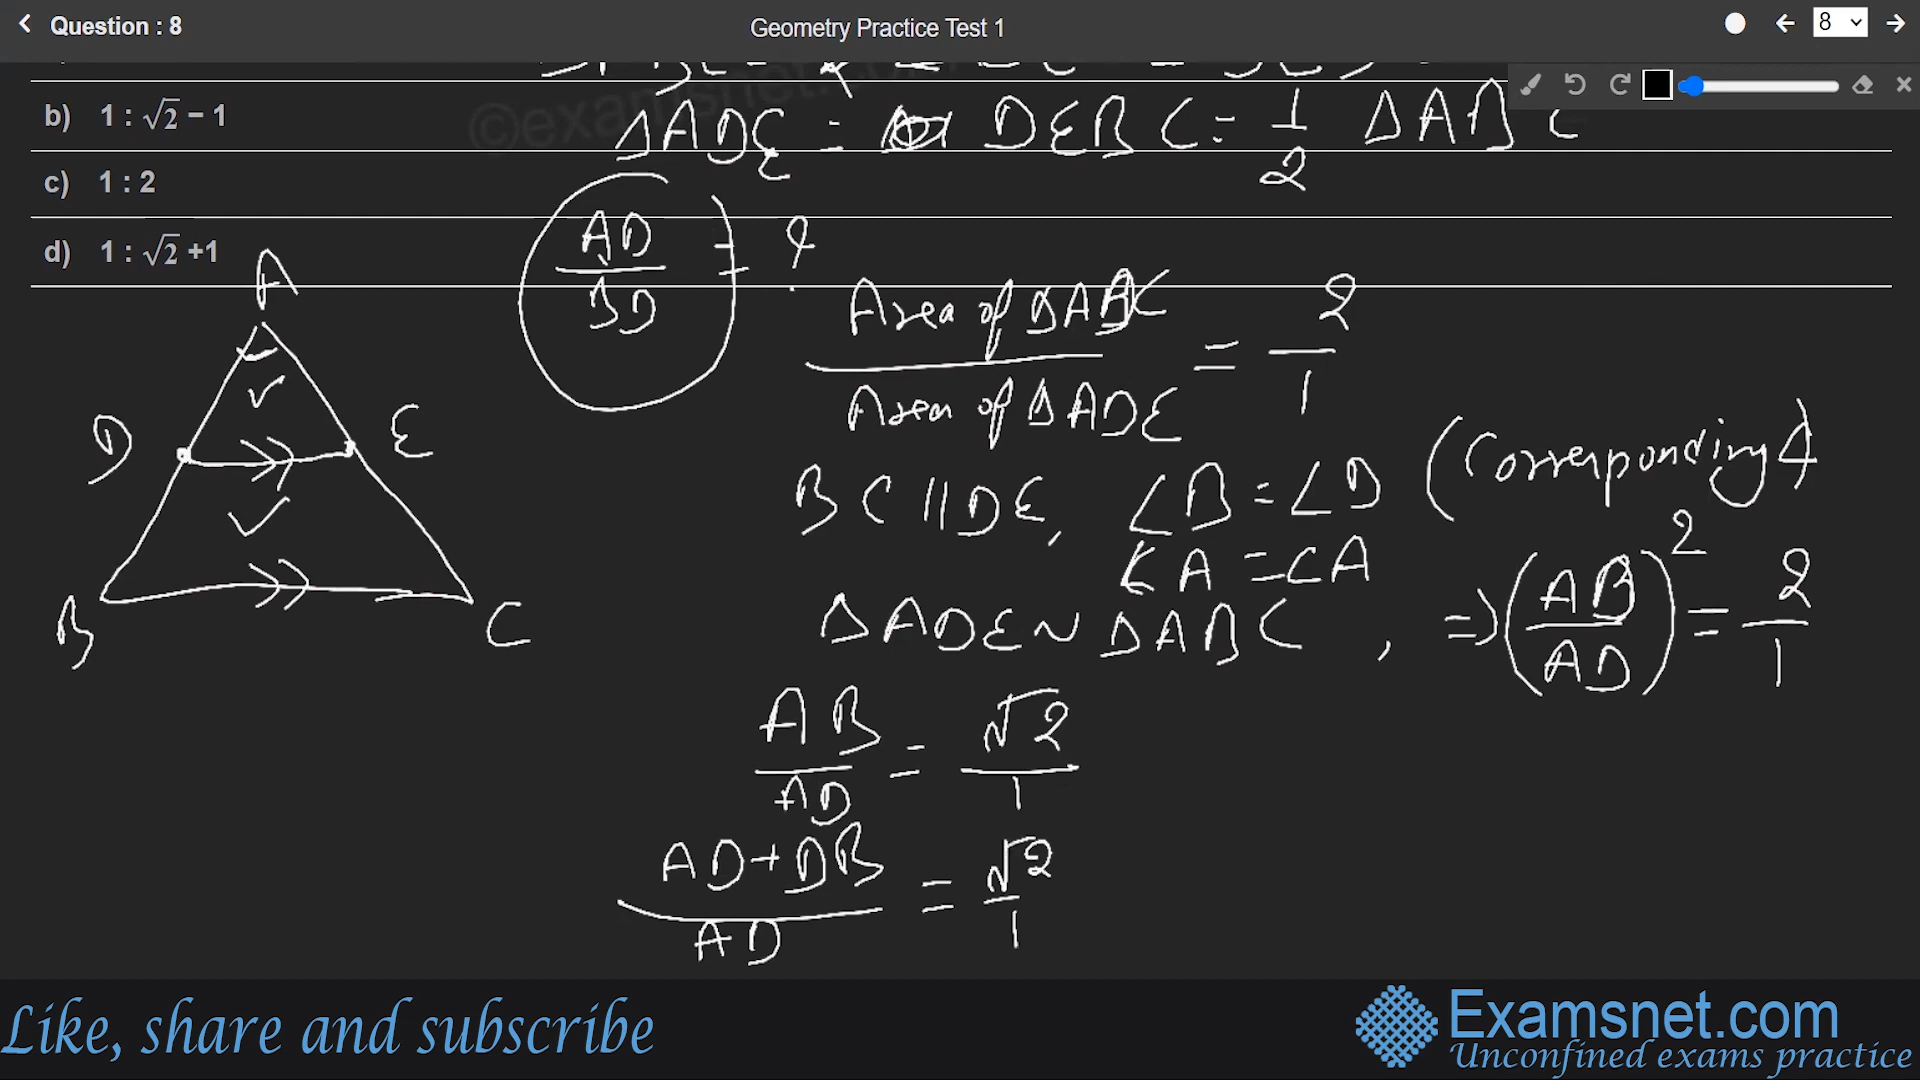 Question : 8
Geometry Practice Test 1
8
©examsnet.co
b) 1 : √2 − 1
ΔADE = DEBC = 1/2 ΔABC
c) 1 : 2
d) 1 : √2 +1
AD/BD = ?
A
Area of ΔABC / Area of ΔADE = 2/1
D E
BC || DE, ∠B = ∠D (Corresponding ∠)
∠A = ∠A
B C
ΔADE ~ ΔABC, ⇒ (AB/AD)² = 2/1
AB/AD = √2/1
AD+DB/AD = √2/1
Like, share and subscribe
Examsnet.com
Unconfined exams practice